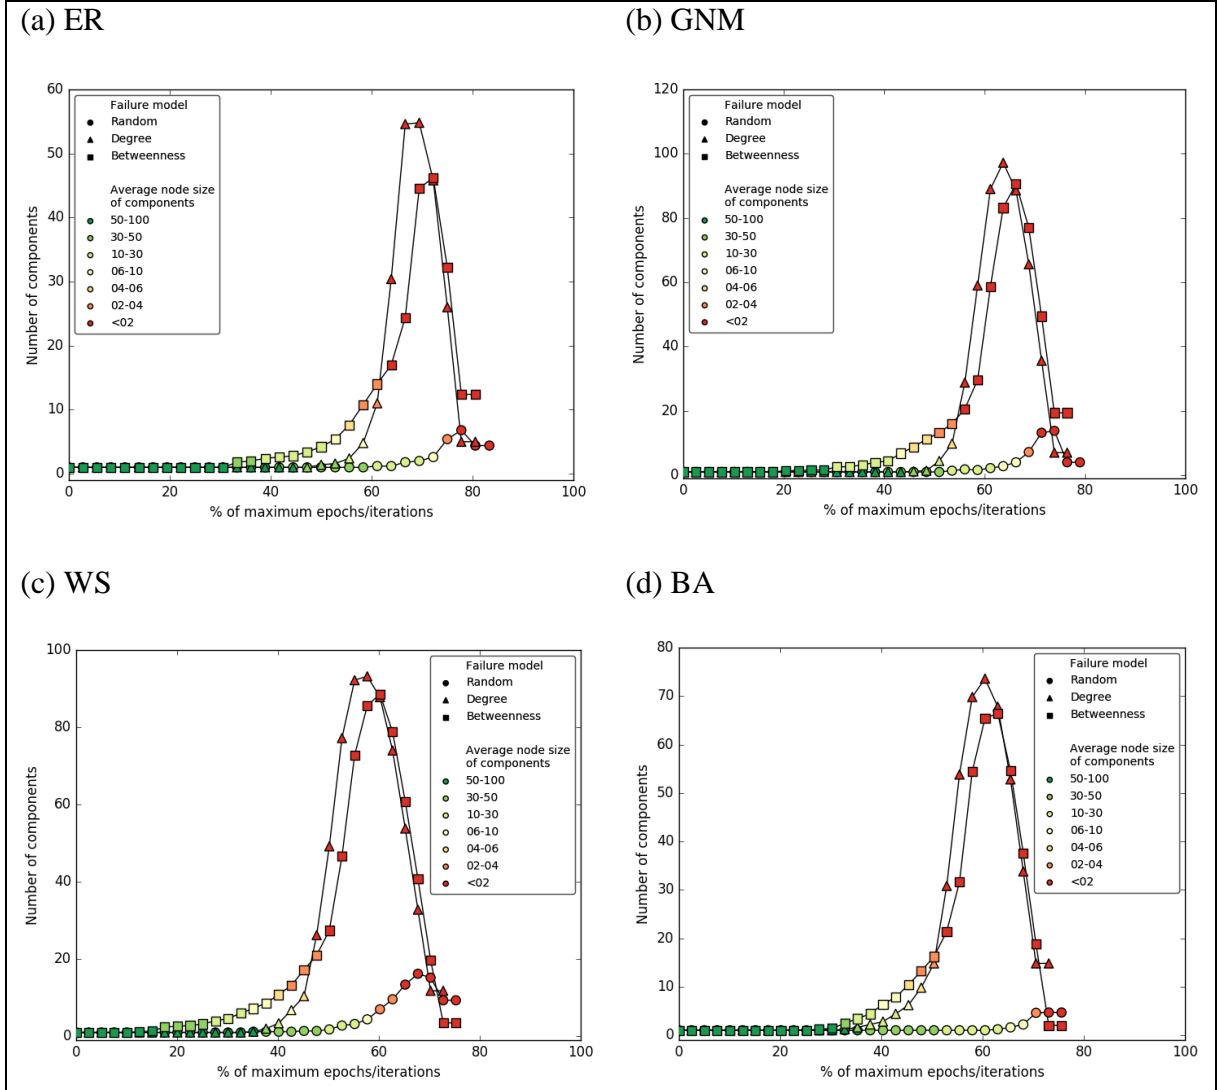 (a) ER
60
50
40
30
20
10
0
Number of components
Failure model
Random
Degree
Betweenness
Average node size
of components
50-100
30-50
10-30
06-10
04-06
02-04
<02
0 20 40 60 80 100
% of maximum epochs/iterations
(b) GNM
120
100
80
60
40
20
0
Number of components
Failure model
Random
Degree
Betweenness
Average node size
of components
50-100
30-50
10-30
06-10
04-06
02-04
<02
0 20 40 60 80 100
% of maximum epochs/iterations
(c) WS
100
80
60
40
20
0
Number of components
Failure model
Random
Degree
Betweenness
Average node size
of components
50-100
30-50
10-30
06-10
04-06
02-04
<02
0 20 40 60 80 100
% of maximum epochs/iterations
(d) BA
80
70
60
50
40
30
20
10
0
Number of components
Failure model
Random
Degree
Betweenness
Average node size
of components
50-100
30-50
10-30
06-10
04-06
02-04
<02
0 20 40 60 80 100
% of maximum epochs/iterations